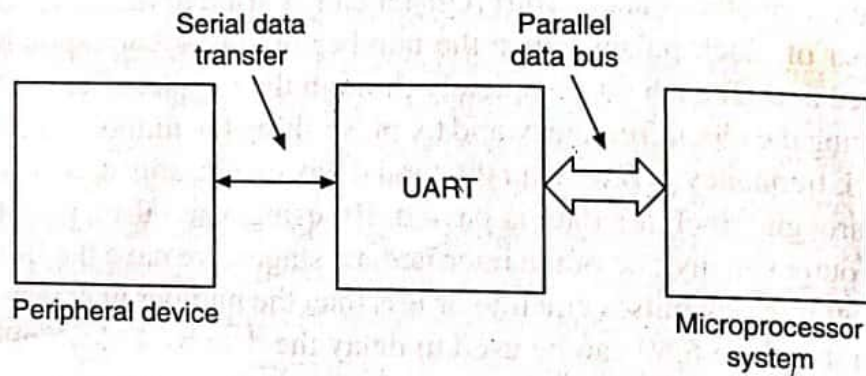 Serial data
transfer
Parallel
data bus
UART
Peripheral device
Microprocessor
system